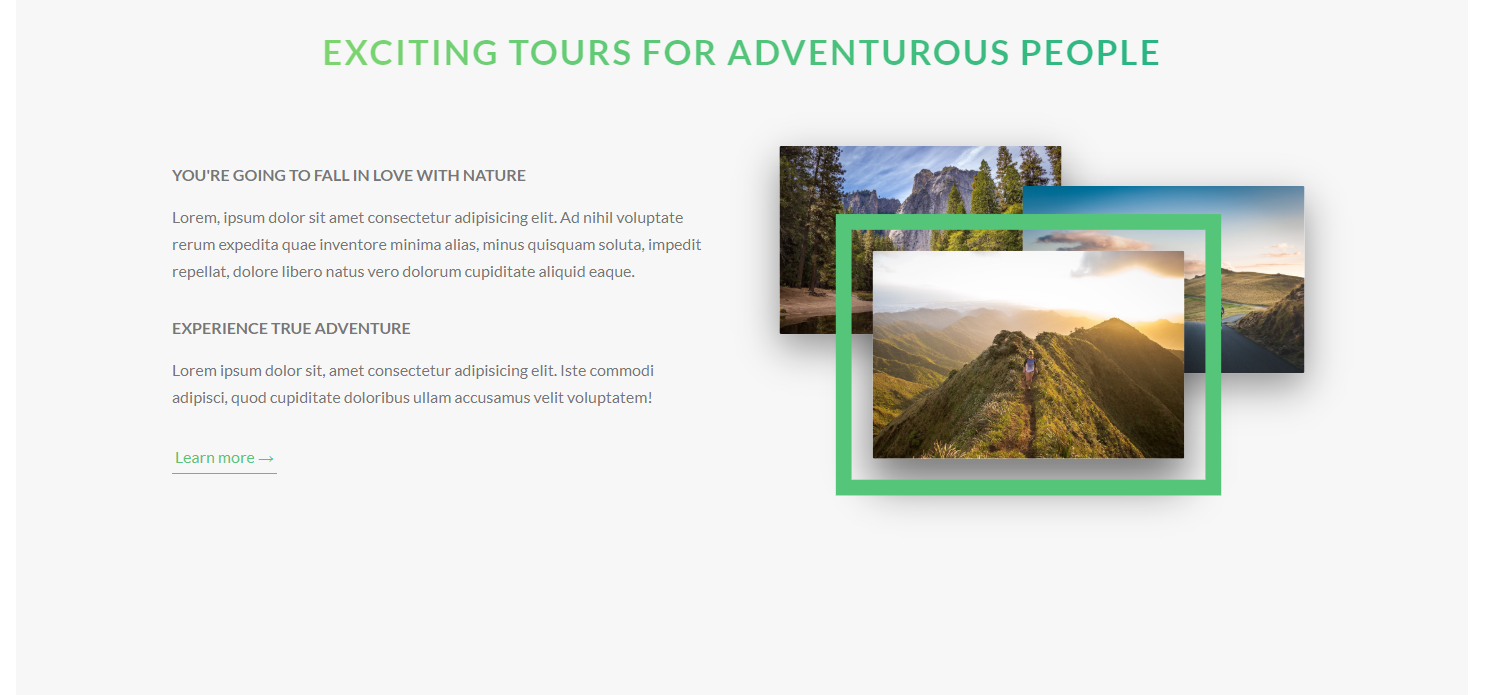 EXCITING TOURS FOR ADVENTUROUS PEOPLE
YOU'RE GOING TO FALL IN LOVE WITH NATURE
Lorem, ipsum dolor sit amet consectetur adipisicing elit. Ad nihil voluptate
rerum expedita quae inventore minima alias, minus quisquam soluta, impedit
repellat, dolore libero natus vero dolorum cupiditate aliquid eaque.
EXPERIENCE TRUE ADVENTURE
Lorem ipsum dolor sit, amet consectetur adipisicing elit. Iste commodi
adipisci, quod cupiditate doloribus ullam accusamus velit voluptatem!
Learn more →